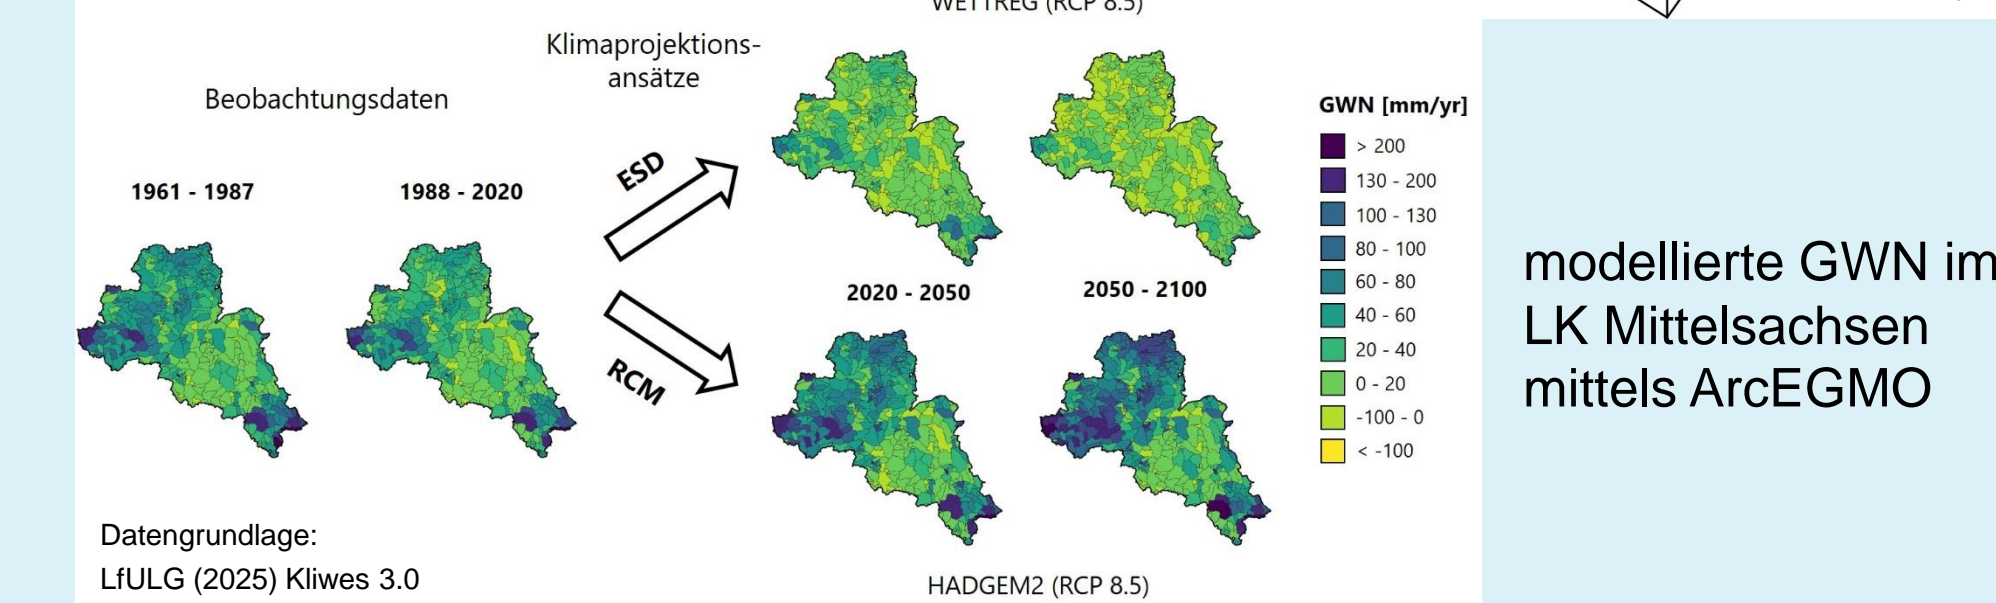 WETTREG (RCP 8.5)
Klimaprojektions-
ansätze
Beobachtungsdaten
1961 - 1987
1988 - 2020
ESD
RCM
2020 - 2050
2050 - 2100
HADGEM2 (RCP 8.5)
GWN [mm/yr]
> 200
130 - 200
100 - 130
80 - 100
60 - 80
40 - 60
20 - 40
0 - 20
-100 - 0
< -100
modellierte GWN im
LK Mittelsachsen
mittels ArcEGMO
Datengrundlage:
LfULG (2025) Kliwes 3.0